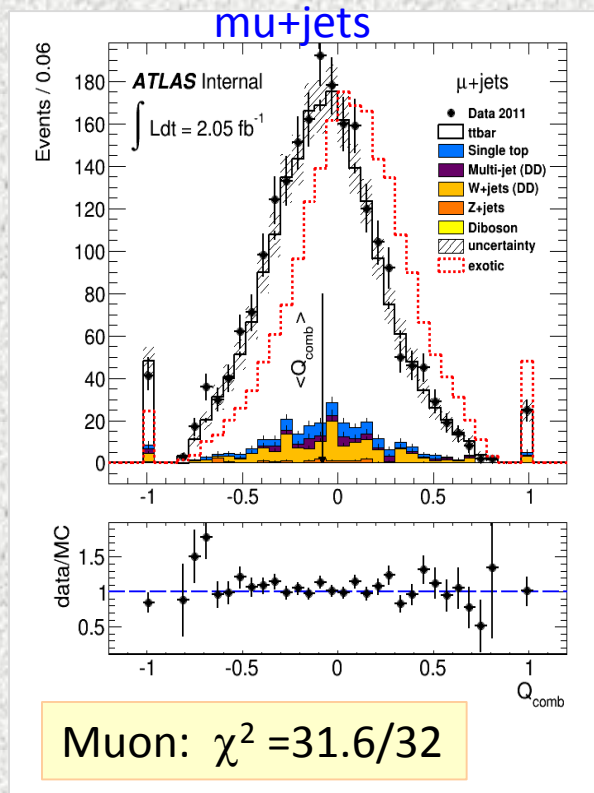 mu+jets
Events / 0.06
180
160
140
120
100
80
60
40
20
0
ATLAS Internal
∫ Ldt = 2.05 fb⁻¹
μ+jets
Data 2011
ttbar
Single top
Multi-jet (DD)
W+jets (DD)
Z+jets
Diboson
uncertainty
exotic
<Q_comb>
-1 -0.5 0 0.5 1
data/MC
1.5
1
0.5
-1 -0.5 0 0.5 1
Q_comb
Muon: χ² =31.6/32